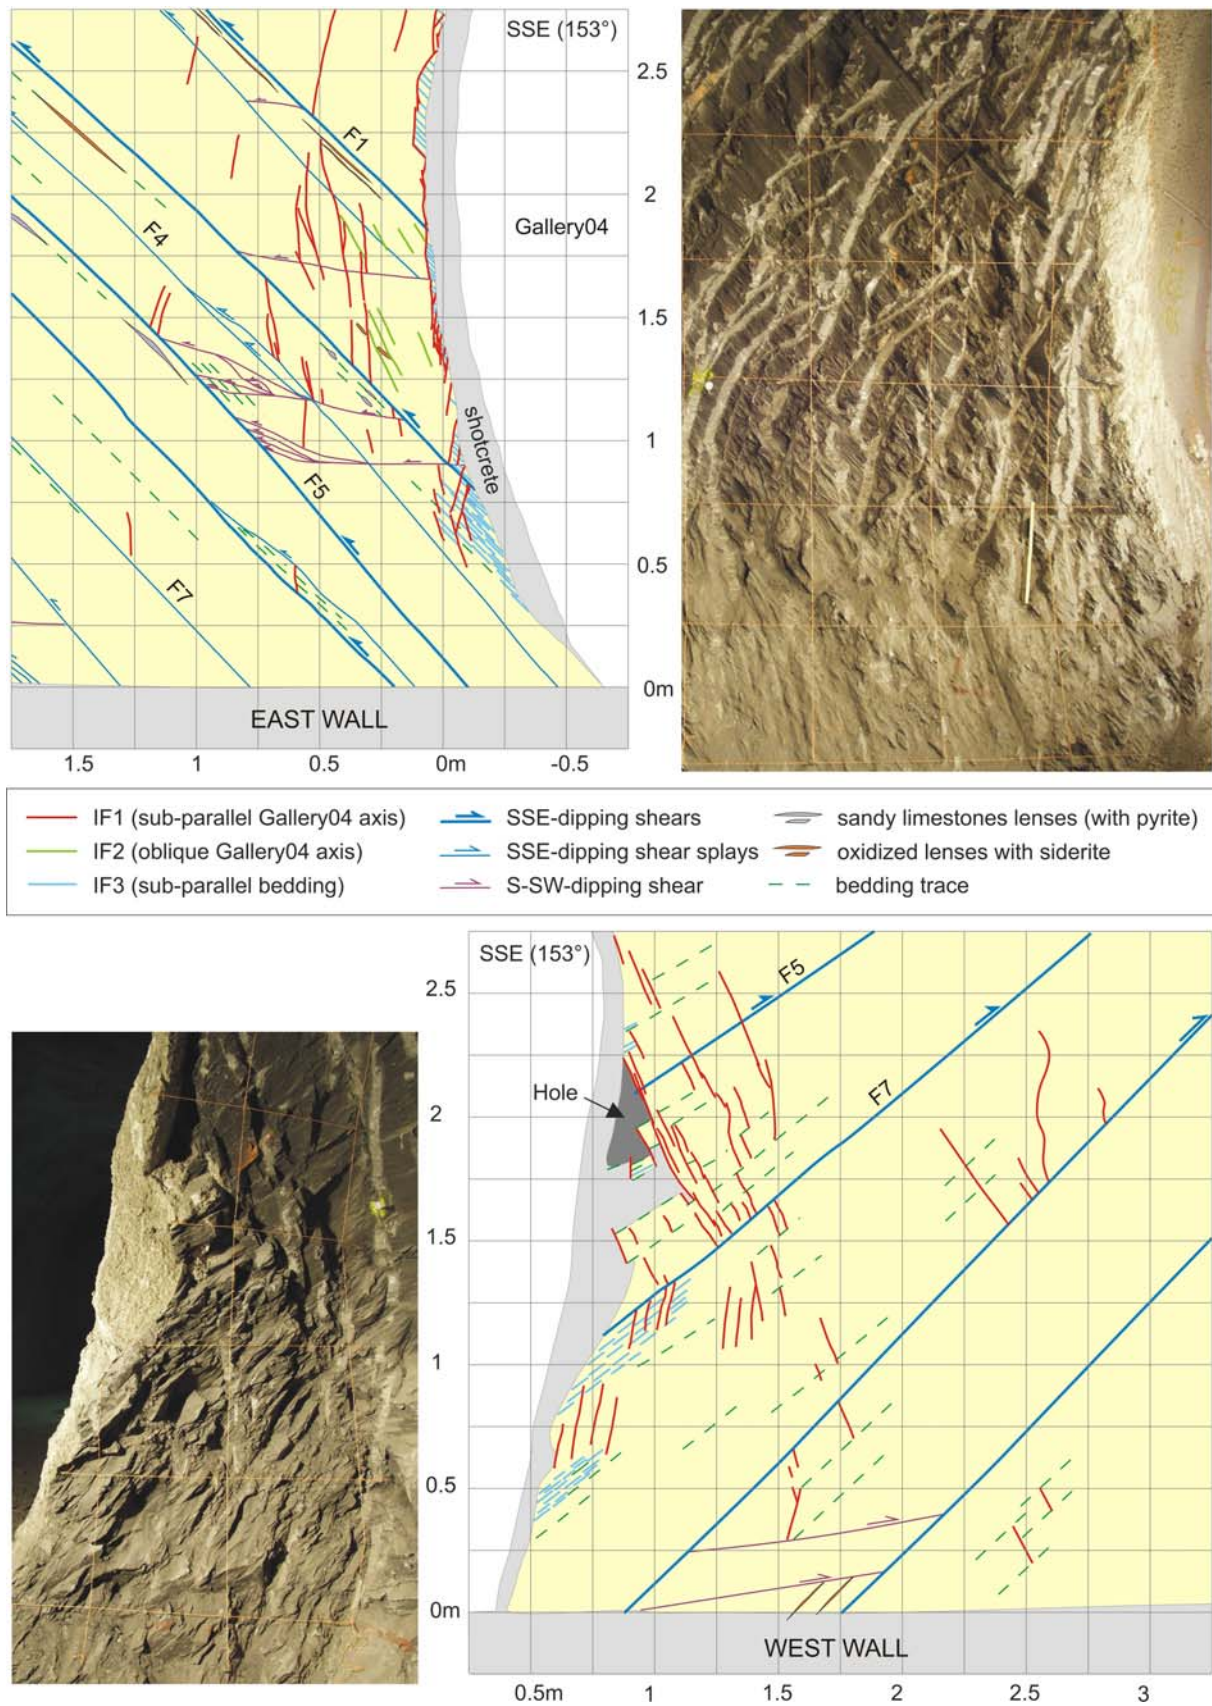 SSE (153°)
2.5
F1
2
F4
Gallery04
1.5
shotcrete
1
F5
0.5
F7
0m
EAST WALL
1.5 1 0.5 0m -0.5
IF1 (sub-parallel Gallery04 axis)
SSE-dipping shears
sandy limestones lenses (with pyrite)
IF2 (oblique Gallery04 axis)
SSE-dipping shear splays
oxidized lenses with siderite
IF3 (sub-parallel bedding)
S-SW-dipping shear
bedding trace
SSE (153°)
F5
2.5
Hole
F7
2
1.5
1
0.5
0m
WEST WALL
0.5m 1 1.5 2 2.5 3